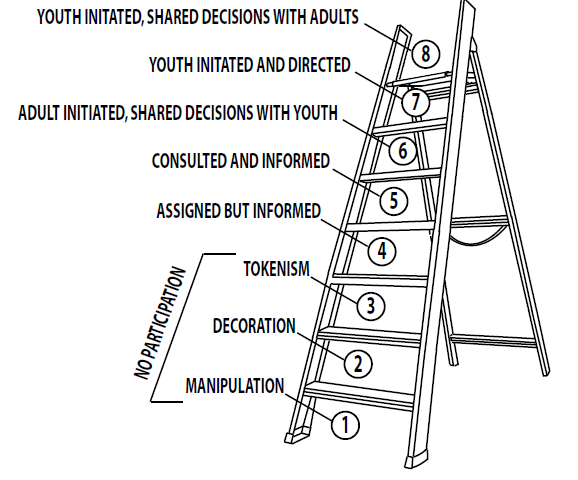 YOUTH INITATED, SHARED DECISIONS WITH ADULTS
8
YOUTH INITATED AND DIRECTED
7
ADULT INITIATED, SHARED DECISIONS WITH YOUTH
6
CONSULTED AND INFORMED
5
ASSIGNED BUT INFORMED
4
TOKENISM
3
DECORATION
2
MANIPULATION
1
NO PARTICIPATION